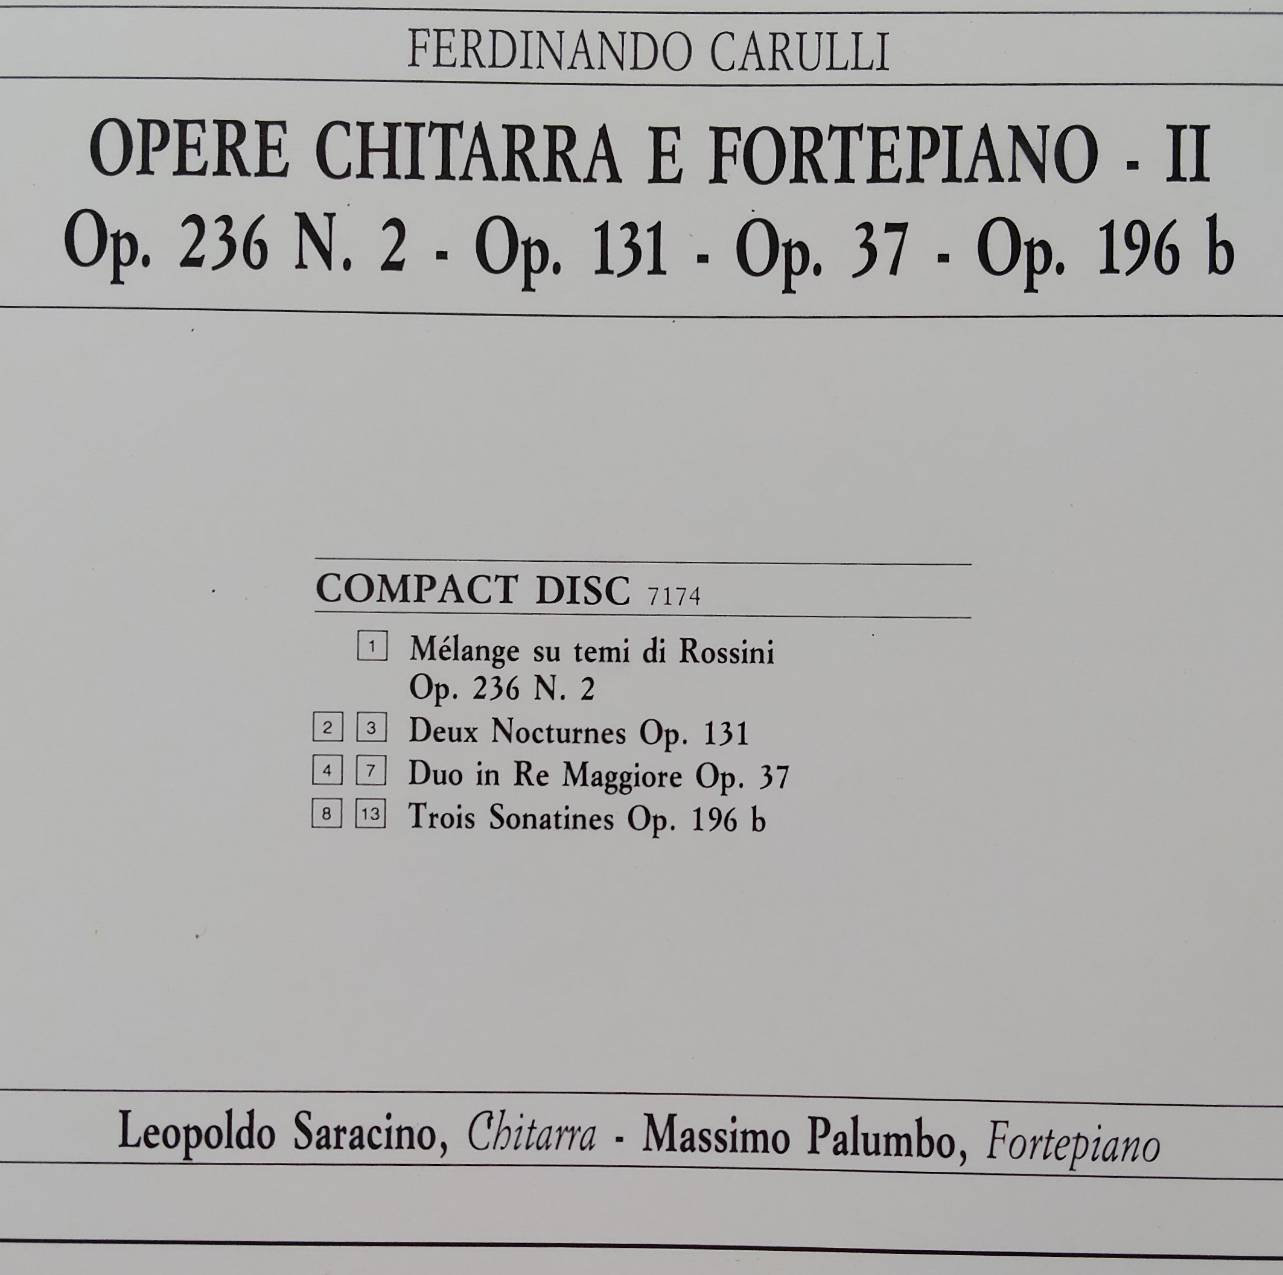 FERDINANDO CARULLI
OPERE CHITARRA E FORTEPIANO - II
Op. 236 N. 2 - Op. 131 - Op. 37 - Op. 196 b
COMPACT DISC 7174
1 Mélange su temi di Rossini
Op. 236 N. 2
2 3 Deux Nocturnes Op. 131
4 7 Duo in Re Maggiore Op. 37
8 13 Trois Sonatines Op. 196 b
Leopoldo Saracino, Chitarra - Massimo Palumbo, Fortepiano